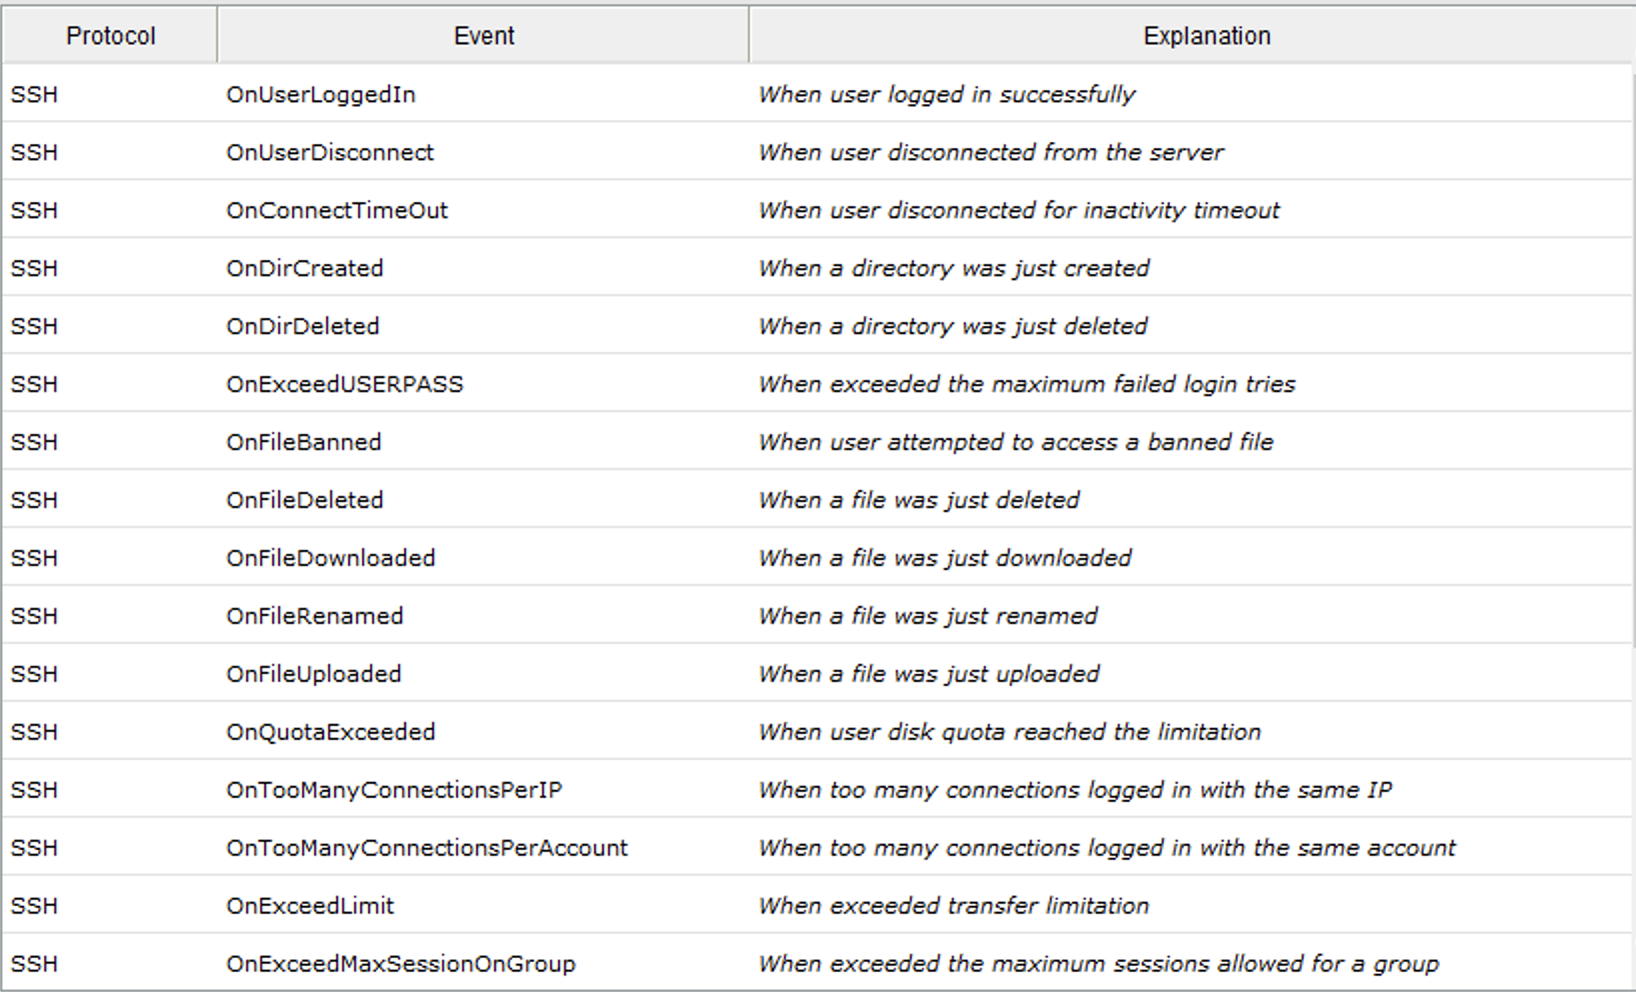 Protocol Event Explanation
SSH OnUserLoggedIn When user logged in successfully
SSH OnUserDisconnect When user disconnected from the server
SSH OnConnectTimeOut When user disconnected for inactivity timeout
SSH OnDirCreated When a directory was just created
SSH OnDirDeleted When a directory was just deleted
SSH OnExceedUSERPASS When exceeded the maximum failed login tries
SSH OnFileBanned When user attempted to access a banned file
SSH OnFileDeleted When a file was just deleted
SSH OnFileDownloaded When a file was just downloaded
SSH OnFileRenamed When a file was just renamed
SSH OnFileUploaded When a file was just uploaded
SSH OnQuotaExceeded When user disk quota reached the limitation
SSH OnTooManyConnectionsPerIP When too many connections logged in with the same IP
SSH OnTooManyConnectionsPerAccount When too many connections logged in with the same account
SSH OnExceedLimit When exceeded transfer limitation
SSH OnExceedMaxSessionOnGroup When exceeded the maximum sessions allowed for a group